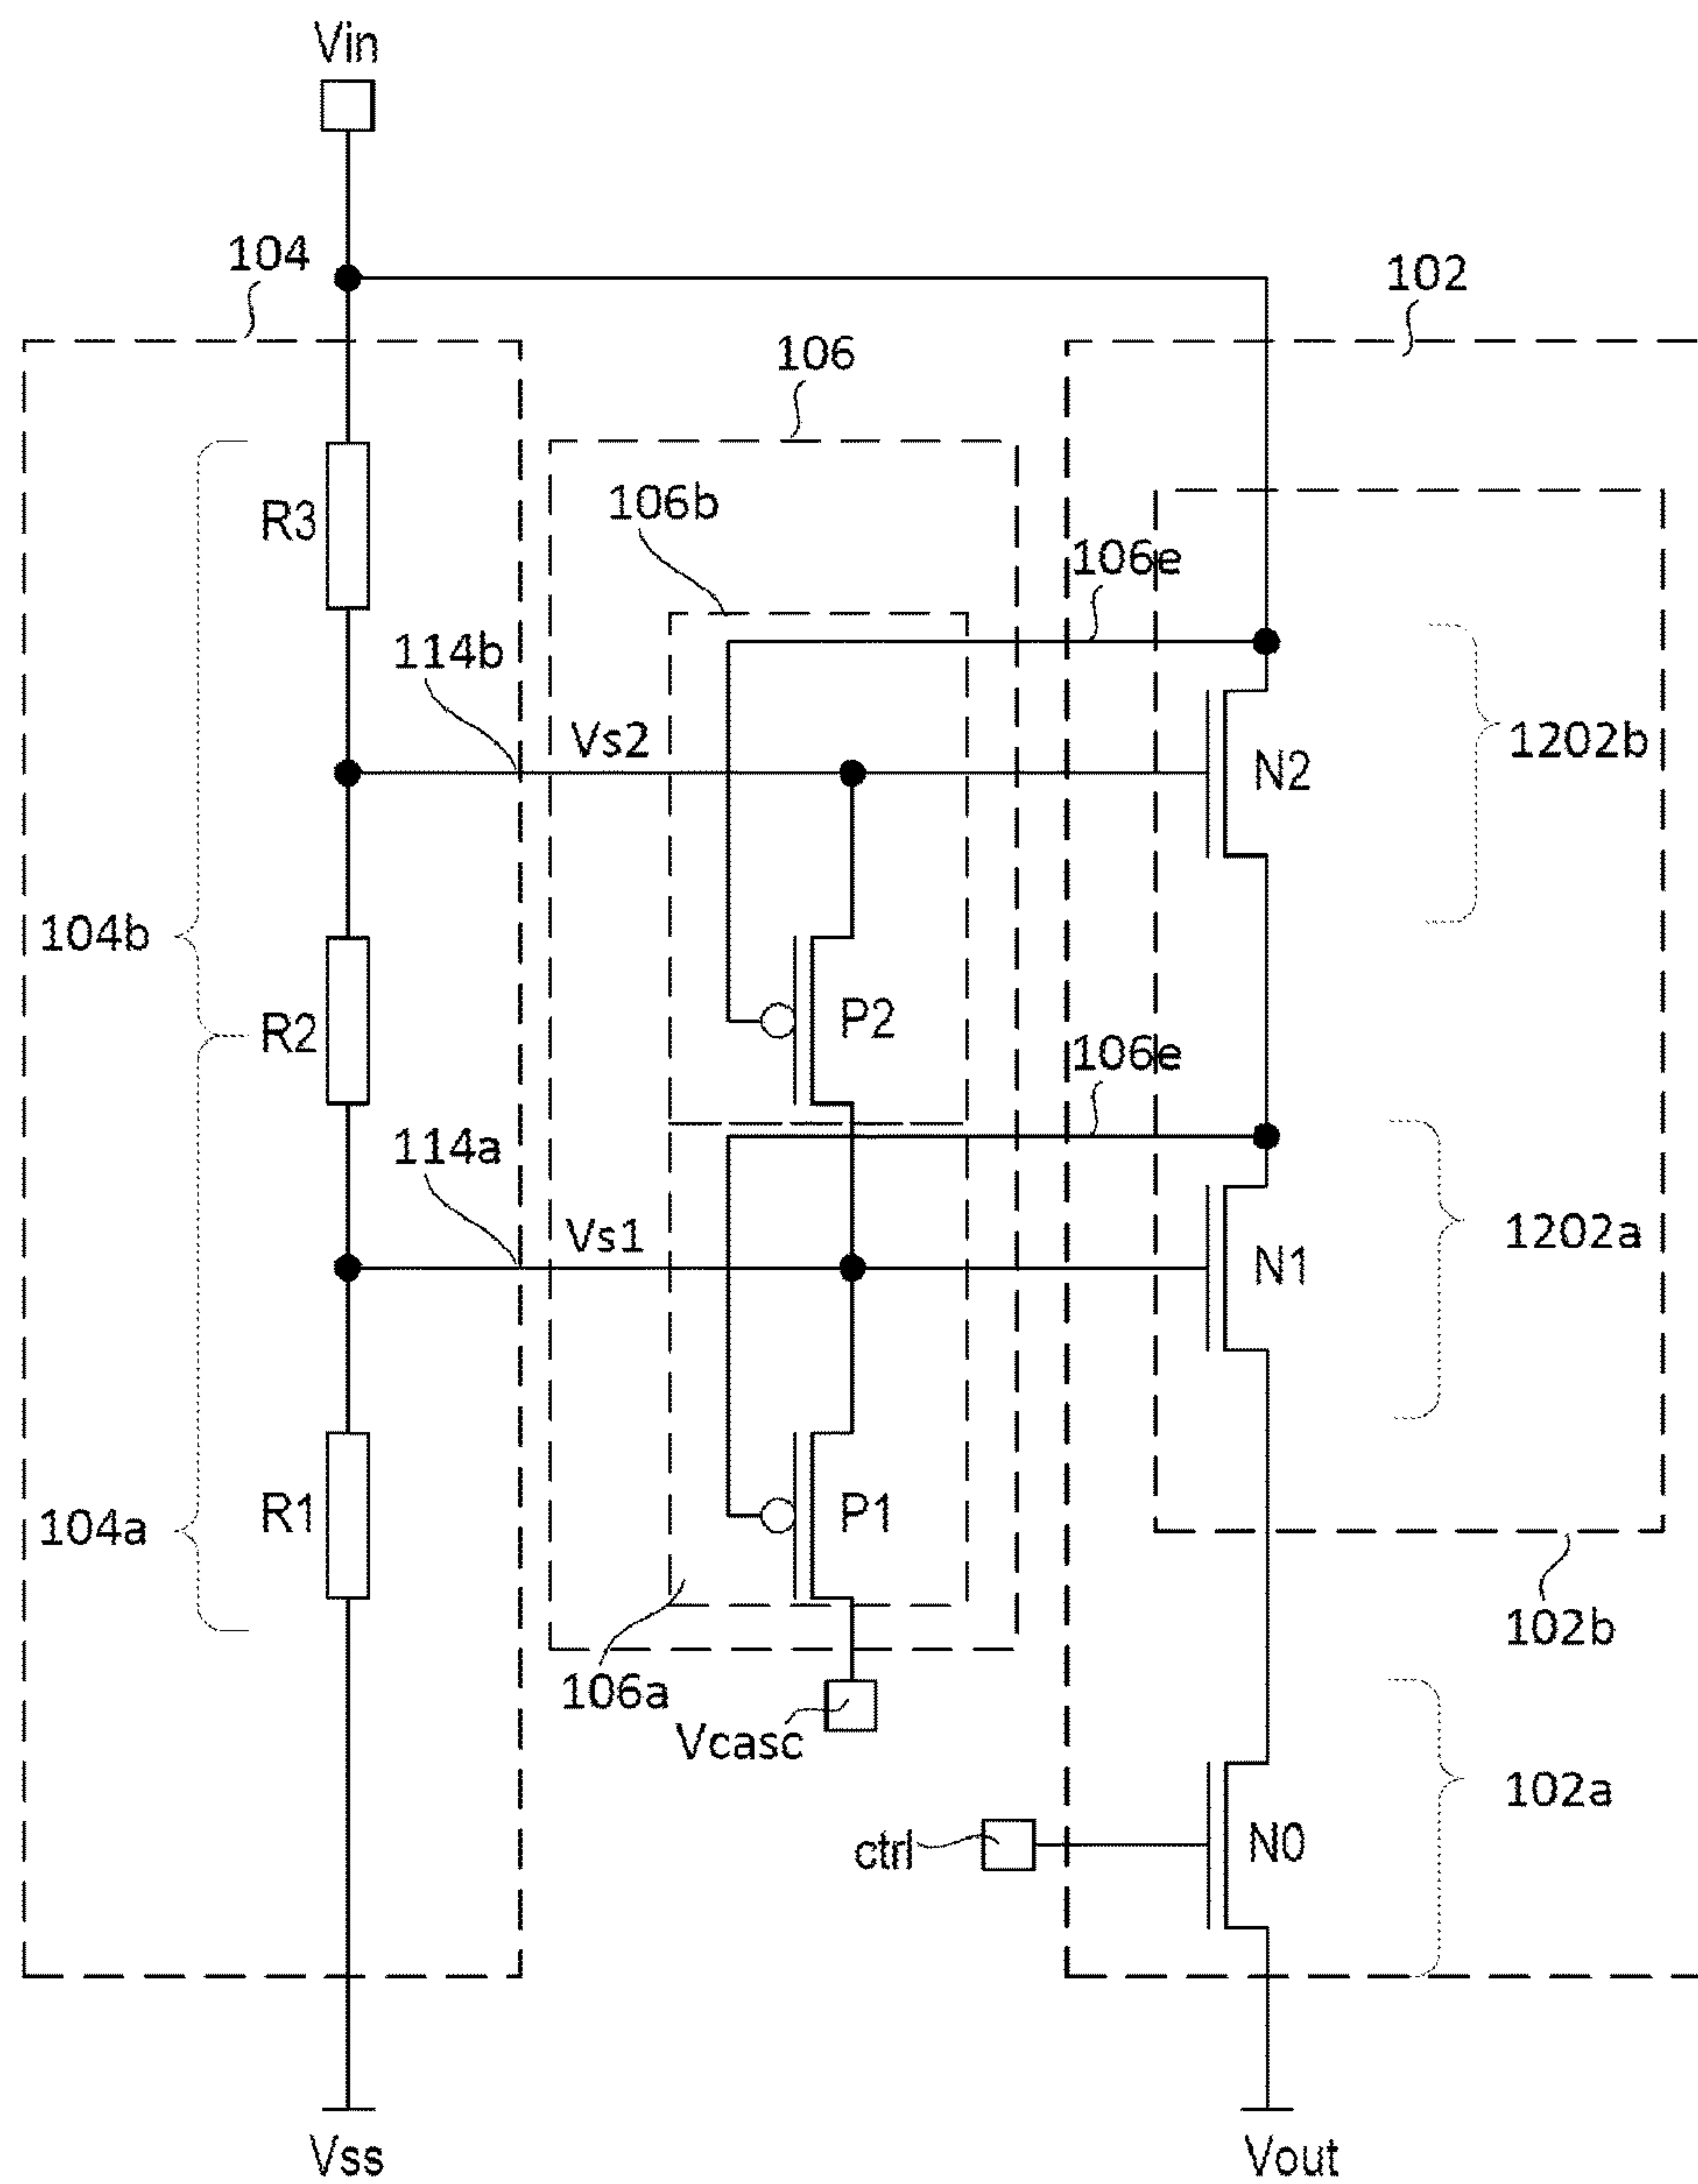 Vin
104
102
106
R3
106b
106e
114b
Vs2
N2
1202b
104b
R2
P2
106e
114a
Vs1
N1
1202a
104a
R1
P1
106a
Vcasc
102b
ctrl
N0
102a
Vss
Vout